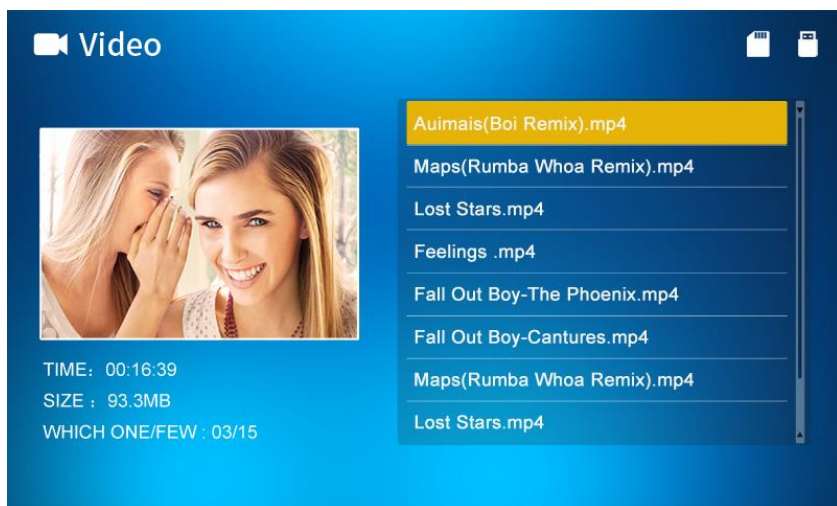 Video
Auimais(Boi Remix).mp4
Maps(Rumba Whoa Remix).mp4
Lost Stars.mp4
Feelings .mp4
Fall Out Boy-The Phoenix.mp4
Fall Out Boy-Cantures.mp4
Maps(Rumba Whoa Remix).mp4
Lost Stars.mp4
TIME：00:16:39
SIZE ：93.3MB
WHICH ONE/FEW : 03/15